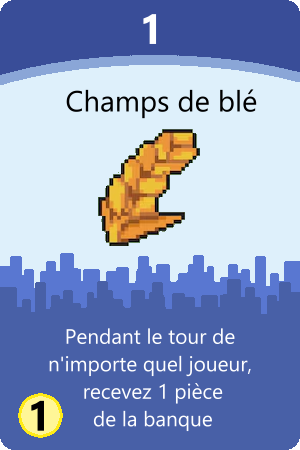 1
Champs de blé
Pendant le tour de
n'importe quel joueur,
recevez 1 pièce
de la banque
1